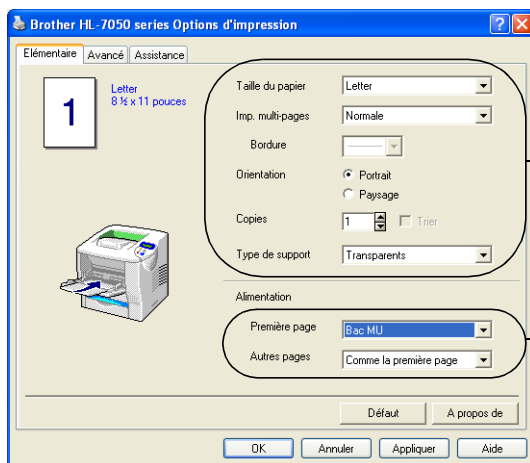 Brother HL-7050 series Options d'impression
Elémentaire Avancé Assistance
1
Letter
8 ½ x 11 pouces
Taille du papier Letter
Imp. multi-pages Normale
Bordure
Orientation Portrait
Paysage
Copies 1 Trier
Type de support Transparents
Alimentation
Première page Bac MU
Autres pages Comme la première page
Défaut A propos de
OK Annuler Appliquer Aide